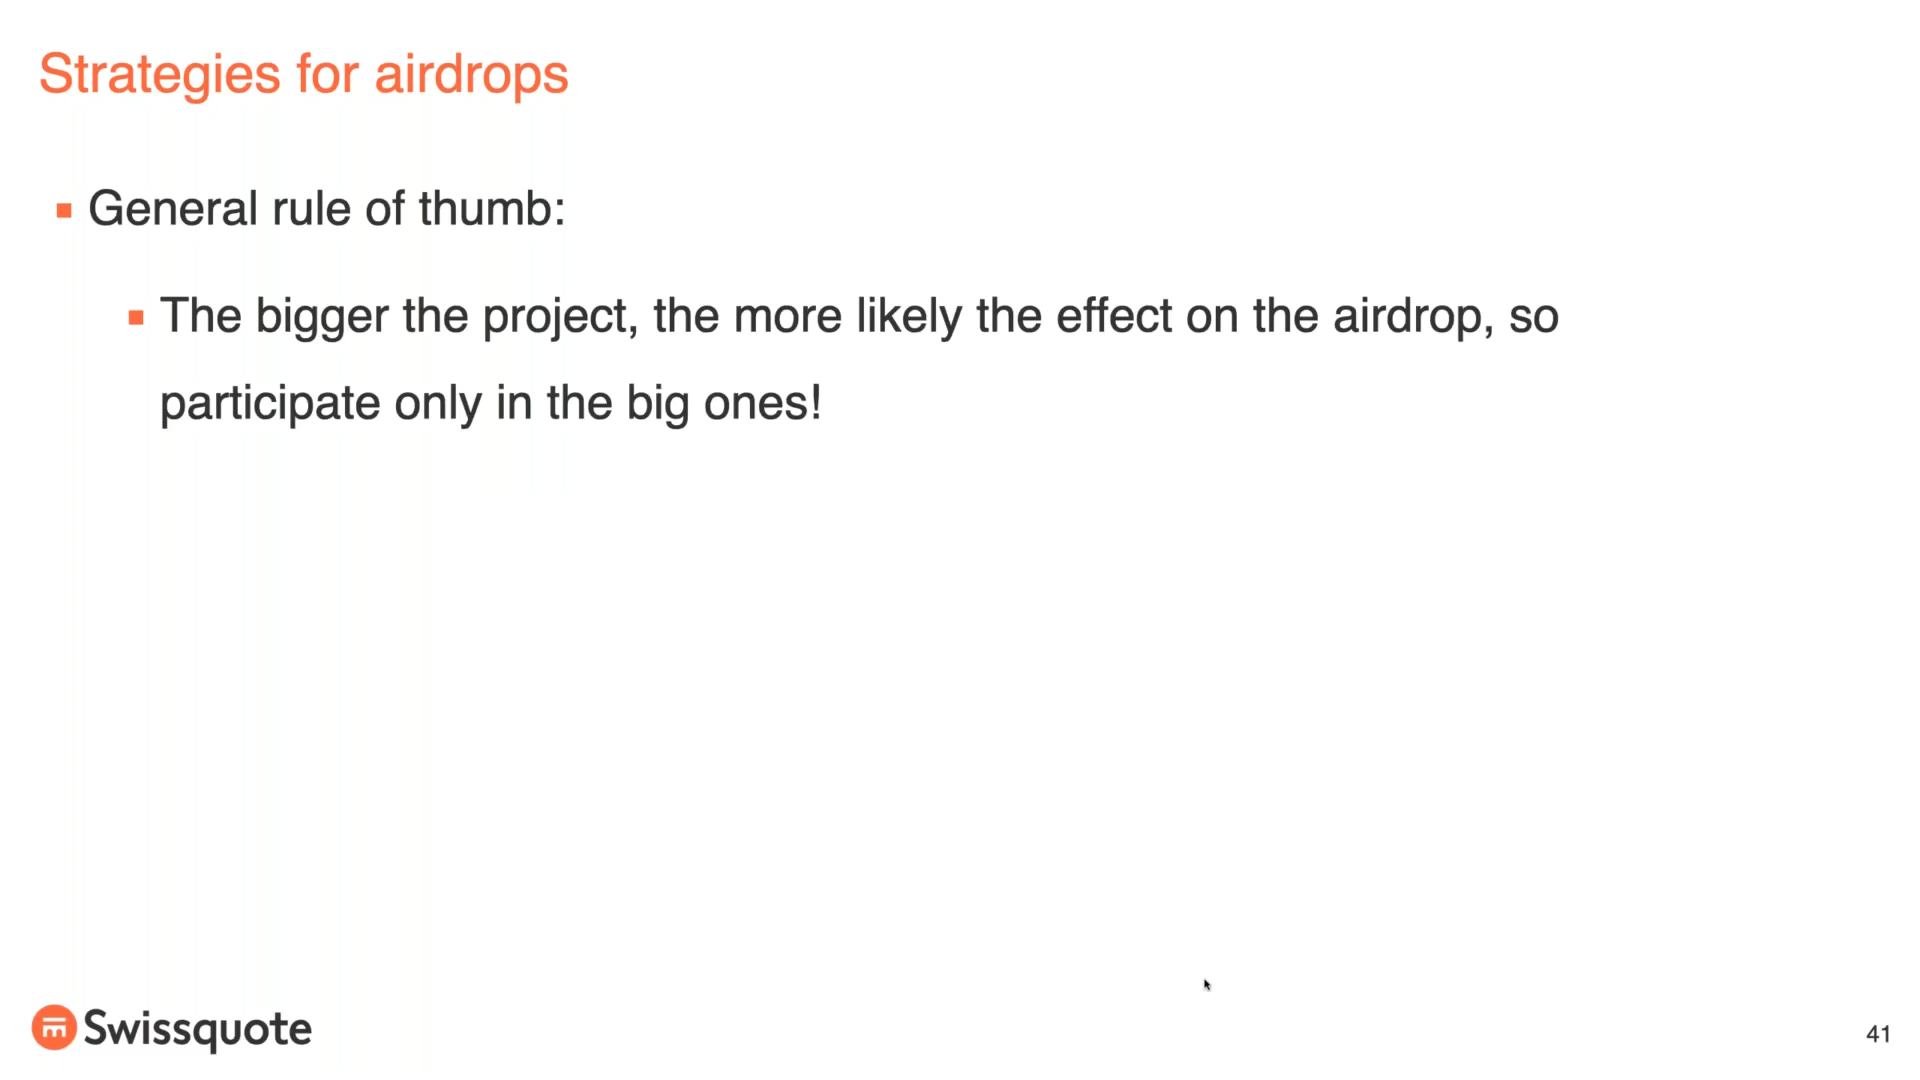 Strategies for airdrops
General rule of thumb:
The bigger the project, the more likely the effect on the airdrop, so
participate only in the big ones!
Swissquote
41